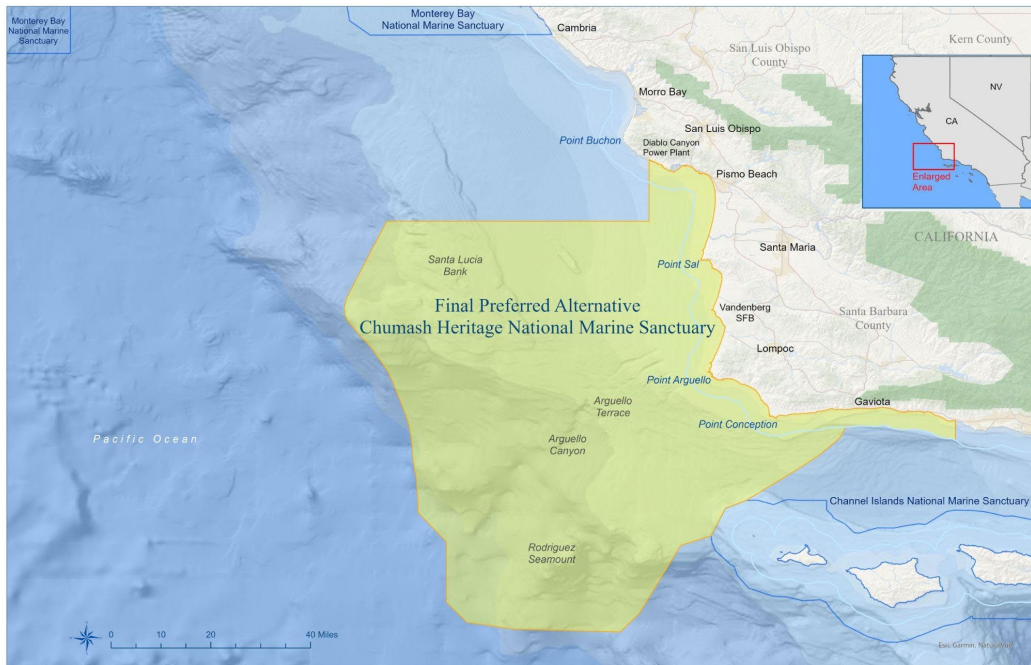 Monterey Bay
National Marine
Sanctuary
Monterey Bay
National Marine Sanctuary
Cambria
San Luis Obispo
County
Kern County
NV
CA
Enlarged
Area
Morro Bay
San Luis Obispo
Point Buchon
Diablo Canyon
Power Plant
Pismo Beach
CALIFORNIA
Santa Maria
Santa Lucia
Bank
Point Sal
Final Preferred Alternative
Chumash Heritage National Marine Sanctuary
Vandenberg
SFB
Santa Barbara
County
Lompoc
Point Arguello
Gaviota
Arguello
Terrace
Point Conception
Pacific Ocean
Arguello
Canyon
Channel Islands National Marine Sanctuary
Rodriguez
Seamount
0 10 20 40 Miles
Esri, Garmin,